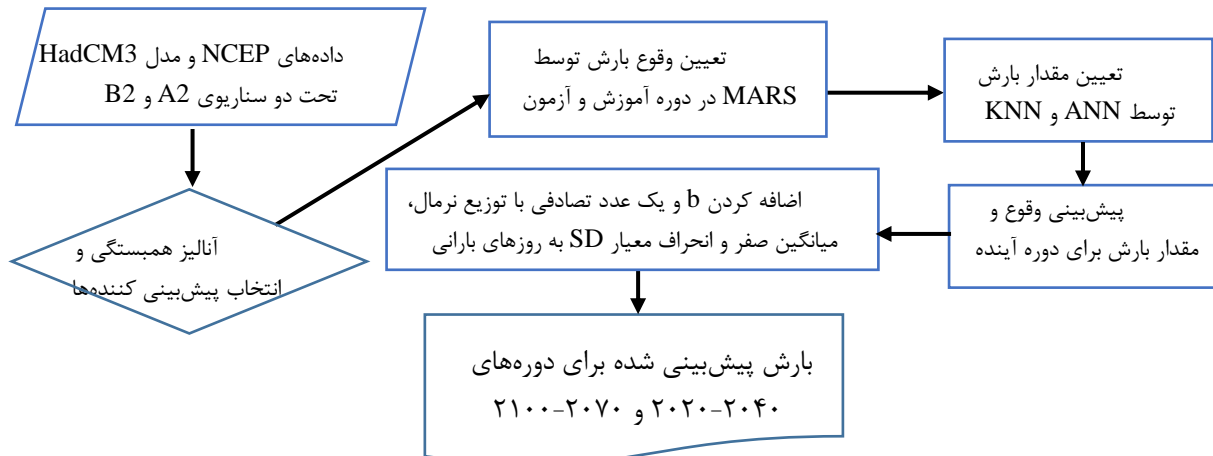 داده‌های NCEP و مدل HadCM3
تحت دو سناریوی A2 و B2
آنالیز همبستگی و
انتخاب پیش‌بینی کننده‌ها
تعیین وقوع بارش توسط
MARS در دوره آموزش و آزمون
تعیین مقدار بارش
توسط ANN و KNN
پیش‌بینی وقوع و
مقدار بارش برای دوره آینده
اضافه کردن b و یک عدد تصادفی با توزیع نرمال،
میانگین صفر و انحراف معیار SD به روزهای بارانی
بارش پیش‌بینی شده برای دوره‌های
۲۰۲۰-۲۰۴۰ و ۲۰۷۰-۲۱۰۰